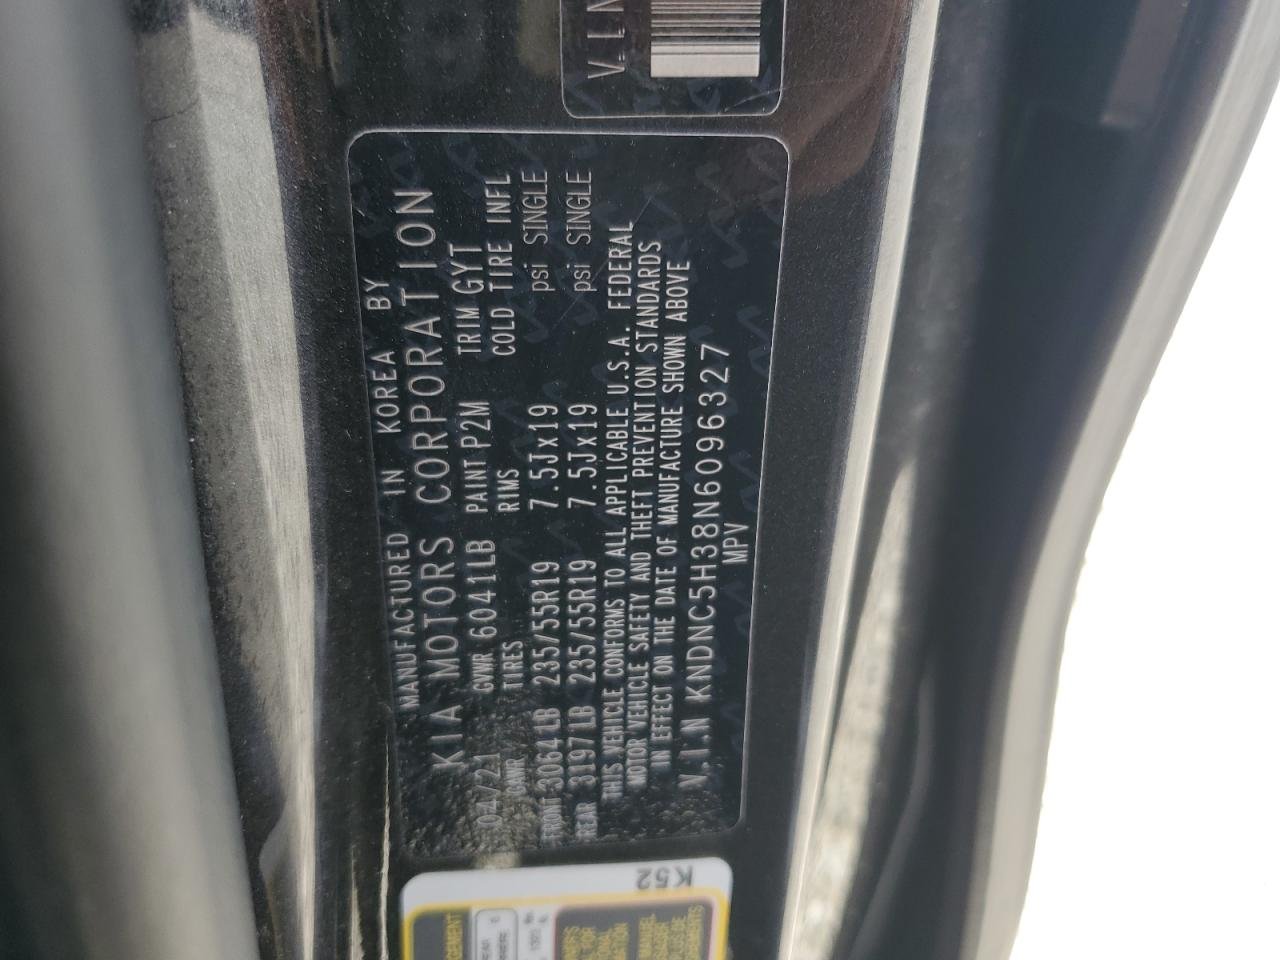 V.I.N
MANUFACTURED IN KOREA BY
KIA MOTORS CORPORATION
04/21 GVWR 6041LB PAINT P2M TRIM GYT
GAWR TIRES RIMS COLD TIRE INFL
FRONT 3064LB 235/55R19 7.5Jx19 psi SINGLE
REAR 3197LB 235/55R19 7.5Jx19 psi SINGLE
THIS VEHICLE CONFORMS TO ALL APPLICABLE U.S.A. FEDERAL
MOTOR VEHICLE SAFETY AND THEFT PREVENTION STANDARDS
IN EFFECT ON THE DATE OF MANUFACTURE SHOWN ABOVE
V.I.N KNDNC5H38N6096327
MPV
K52